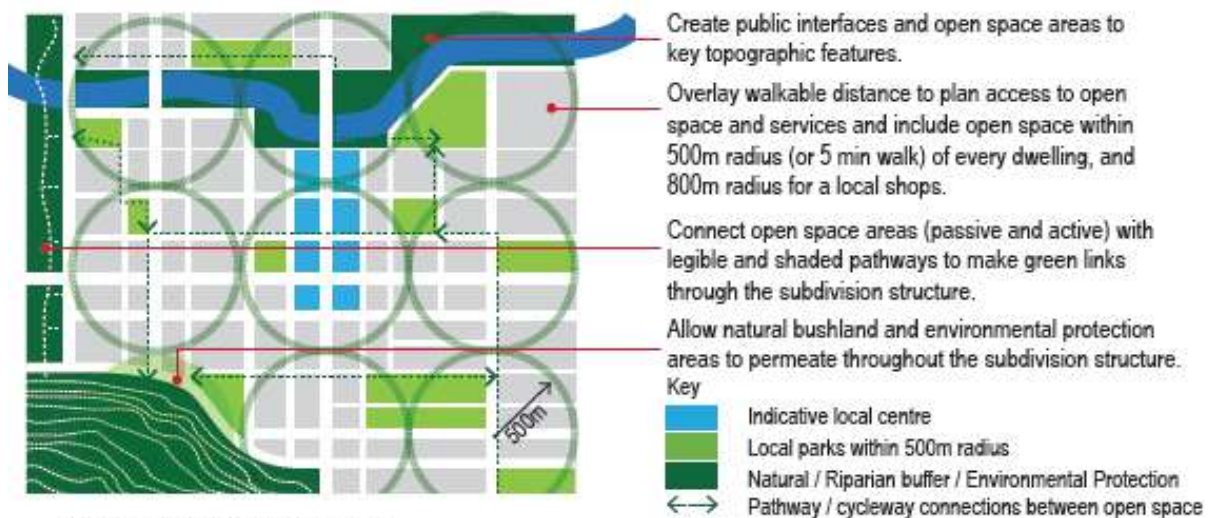 Create public interfaces and open space areas to
key topographic features.
Overlay walkable distance to plan access to open
space and services and include open space within
500m radius (or 5 min walk) of every dwelling, and
800m radius for a local shops.
Connect open space areas (passive and active) with
legible and shaded pathways to make green links
through the subdivision structure.
Allow natural bushland and environmental protection
areas to permeate throughout the subdivision structure.
Key
Indicative local centre
Local parks within 500m radius
Natural / Riparian buffer / Environmental Protection
Pathway / cycleway connections between open space
500m